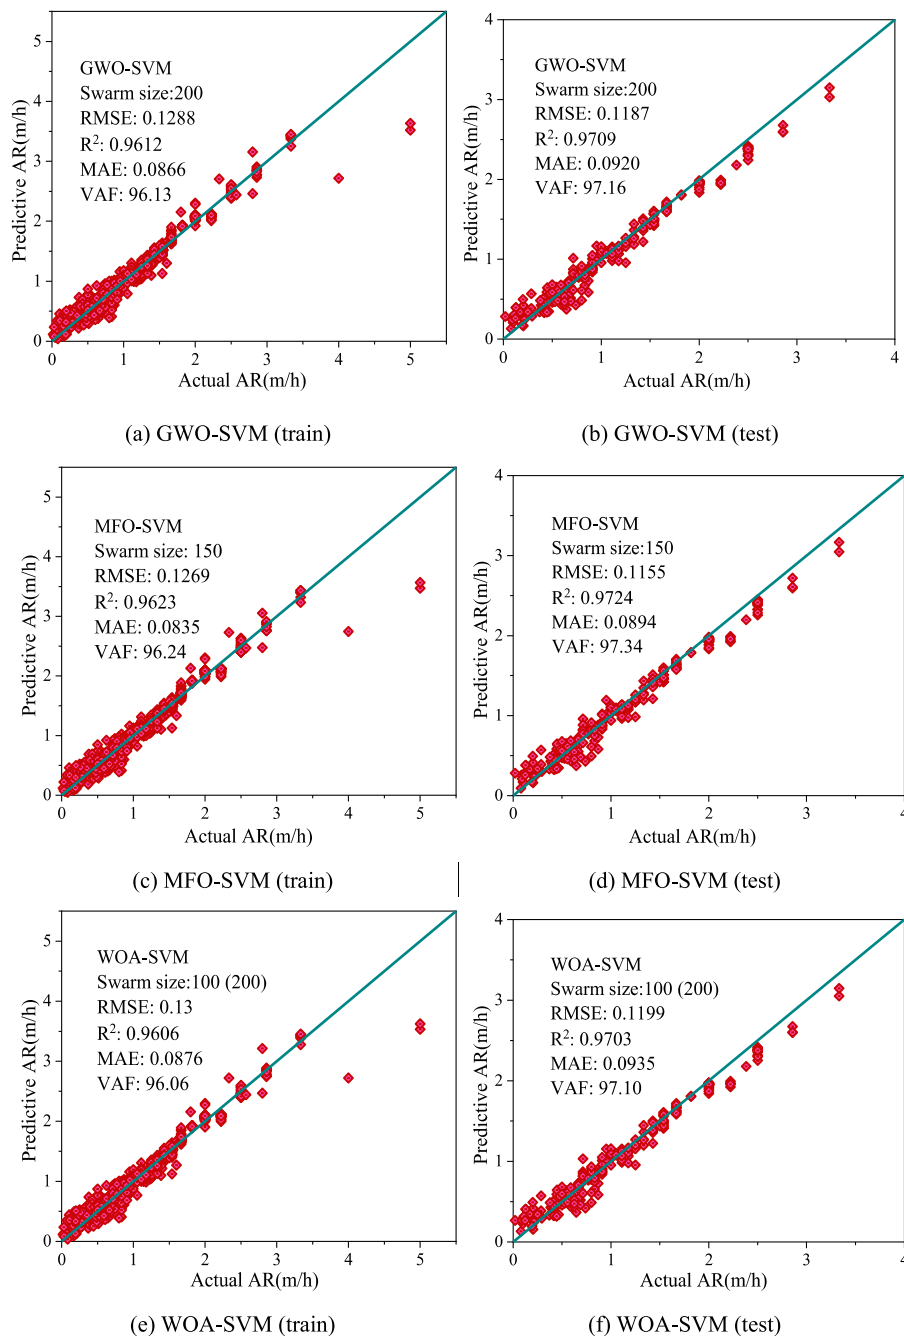 GWO-SVM
Swarm size:200
RMSE: 0.1288
R²: 0.9612
MAE: 0.0866
VAF: 96.13
Predictive AR(m/h)
5
4
3
2
1
0
0 1 2 3 4 5
Actual AR(m/h)
(a) GWO-SVM (train)
GWO-SVM
Swarm size:200
RMSE: 0.1187
R²: 0.9709
MAE: 0.0920
VAF: 97.16
Predictive AR(m/h)
4
3
2
1
0
0 1 2 3 4
Actual AR(m/h)
(b) GWO-SVM (test)
MFO-SVM
Swarm size: 150
RMSE: 0.1269
R²: 0.9623
MAE: 0.0835
VAF: 96.24
Predictive AR(m/h)
5
4
3
2
1
0
0 1 2 3 4 5
Actual AR(m/h)
(c) MFO-SVM (train)
MFO-SVM
Swarm size:150
RMSE: 0.1155
R²: 0.9724
MAE: 0.0894
VAF: 97.34
Predictive AR(m/h)
4
3
2
1
0
0 1 2 3 4
Actual AR(m/h)
(d) MFO-SVM (test)
WOA-SVM
Swarm size:100 (200)
RMSE: 0.13
R²: 0.9606
MAE: 0.0876
VAF: 96.06
Predictive AR(m/h)
5
4
3
2
1
0
0 1 2 3 4 5
Actual AR(m/h)
(e) WOA-SVM (train)
WOA-SVM
Swarm size:100 (200)
RMSE: 0.1199
R²: 0.9703
MAE: 0.0935
VAF: 97.10
Predictive AR(m/h)
4
3
2
1
0
0 1 2 3 4
Actual AR(m/h)
(f) WOA-SVM (test)